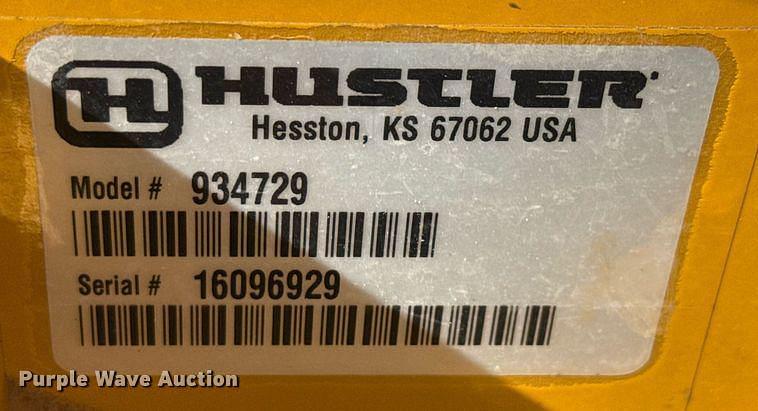 H HUSTLER
Hesston, KS 67062 USA
Model # 934729
Serial # 16096929
Purple Wave Auction